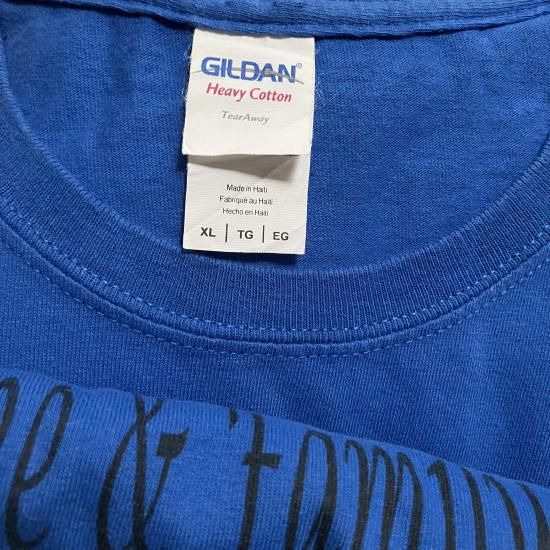 GILDAN®
Heavy Cotton
TearAway
Made in Haiti
Fabriqué au Haïti
Hecho en Haití
XL | TG | EG
&